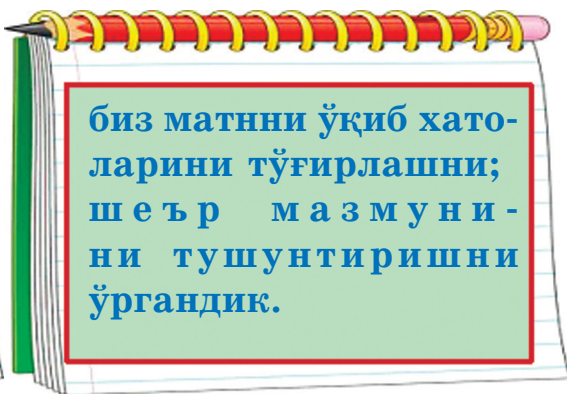 биз матнни ўқиб хато-
ларини тўғирлашни;
шеър мазмуни-
ни тушунтиришни
ўргандик.